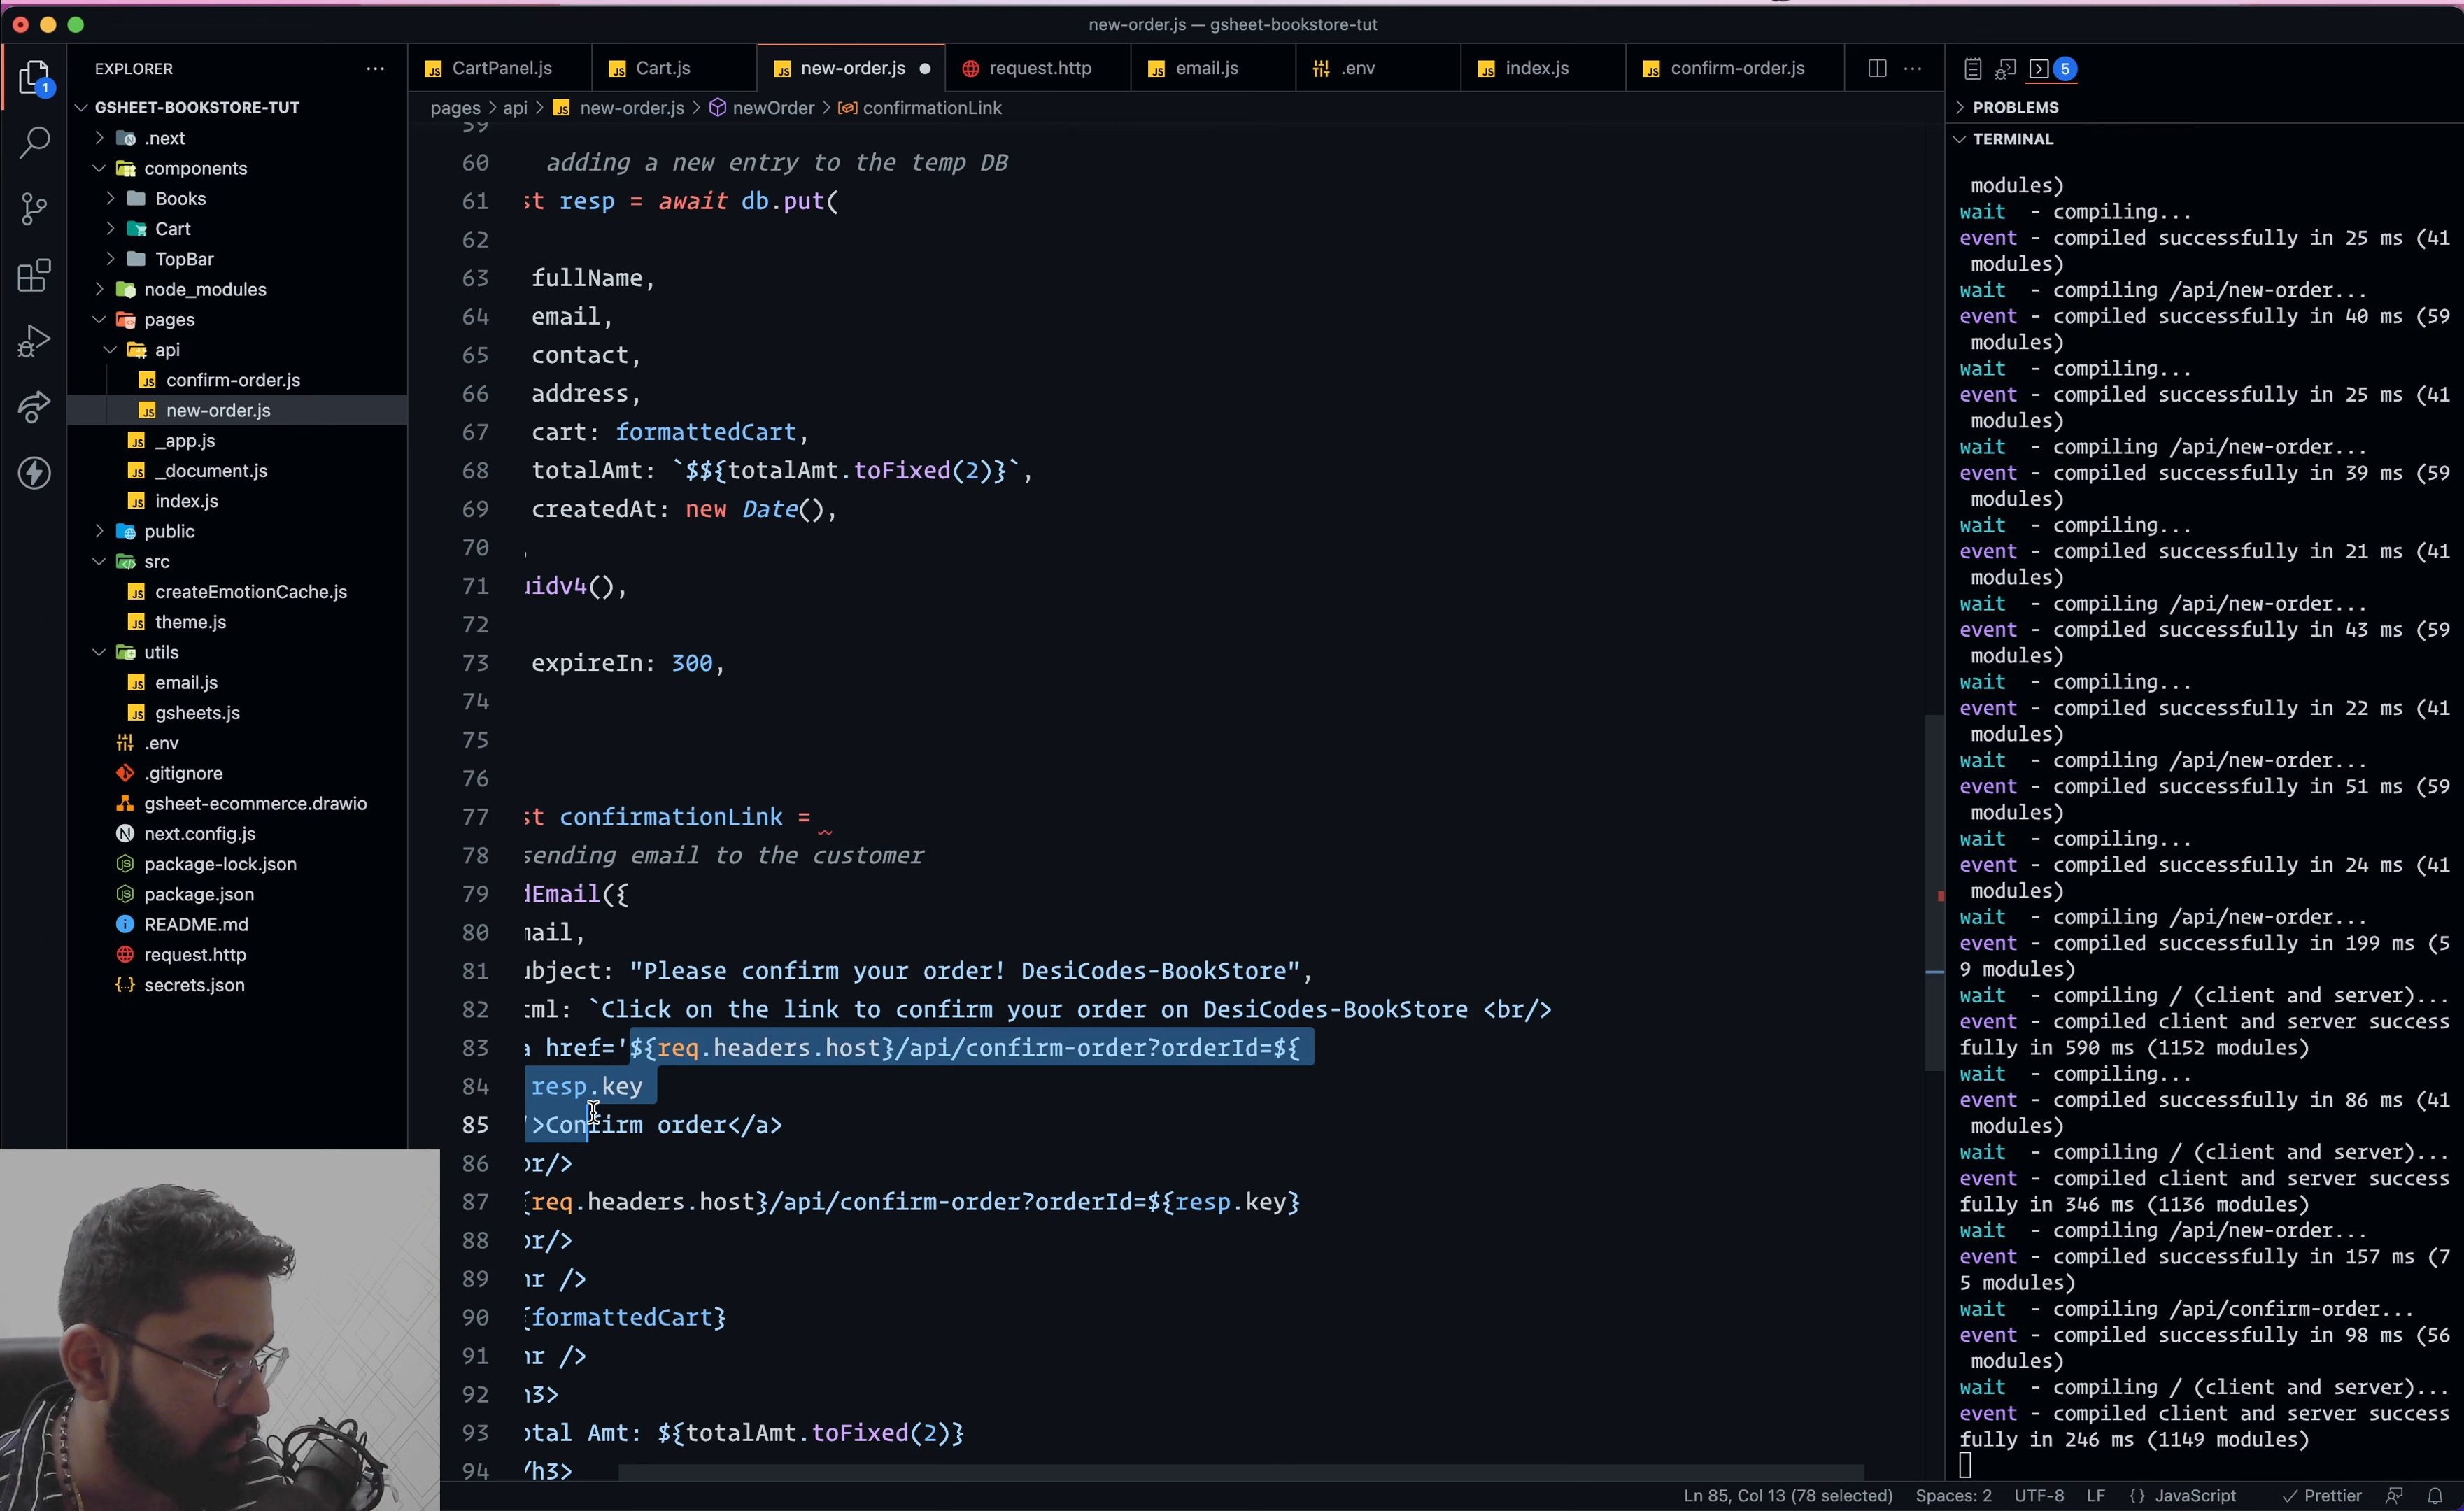 new-order.js — gsheet-bookstore-tut
EXPLORER
CartPanel.js
Cart.js
new-order.js
request.http
email.js
.env
index.js
confirm-order.js
5
1
GSHEET-BOOKSTORE-TUT
.next
components
Books
Cart
TopBar
node_modules
pages
api
confirm-order.js
new-order.js
_app.js
_document.js
index.js
public
src
createEmotionCache.js
theme.js
utils
email.js
gsheets.js
.env
.gitignore
gsheet-ecommerce.drawio
next.config.js
package-lock.json
package.json
README.md
request.http
secrets.json
pages > api > new-order.js > newOrder > confirmationLink
59
60 adding a new entry to the temp DB
61 st resp = await db.put(
62
63 fullName,
64 email,
65 contact,
66 address,
67 cart: formattedCart,
68 totalAmt: `$${totalAmt.toFixed(2)}`,
69 createdAt: new Date(),
70 ,
71 uidv4(),
72
73 expireIn: 300,
74
75
76
77 st confirmationLink =
78 sending email to the customer
79 dEmail({
80 mail,
81 ubject: "Please confirm your order! DesiCodes-BookStore",
82 tml: `Click on the link to confirm your order on DesiCodes-BookStore <br/>
83 a href='${req.headers.host}/api/confirm-order?orderId=${
84 resp.key
85 '>Confirm order</a>
86 br/>
87 {req.headers.host}/api/confirm-order?orderId=${resp.key}
88 br/>
89 hr />
90 {formattedCart}
91 hr />
92 h3>
93 otal Amt: ${totalAmt.toFixed(2)}
94 /h3>
PROBLEMS
TERMINAL
modules)
wait - compiling...
event - compiled successfully in 25 ms (41
modules)
wait - compiling /api/new-order...
event - compiled successfully in 40 ms (59
modules)
wait - compiling...
event - compiled successfully in 25 ms (41
modules)
wait - compiling /api/new-order...
event - compiled successfully in 39 ms (59
modules)
wait - compiling...
event - compiled successfully in 21 ms (41
modules)
wait - compiling /api/new-order...
event - compiled successfully in 43 ms (59
modules)
wait - compiling...
event - compiled successfully in 22 ms (41
modules)
wait - compiling /api/new-order...
event - compiled successfully in 51 ms (59
modules)
wait - compiling...
event - compiled successfully in 24 ms (41
modules)
wait - compiling /api/new-order...
event - compiled successfully in 199 ms (5
9 modules)
wait - compiling / (client and server)...
event - compiled client and server success
fully in 590 ms (1152 modules)
wait - compiling...
event - compiled successfully in 86 ms (41
modules)
wait - compiling / (client and server)...
event - compiled client and server success
fully in 346 ms (1136 modules)
wait - compiling /api/new-order...
event - compiled successfully in 157 ms (7
5 modules)
wait - compiling /api/confirm-order...
event - compiled successfully in 98 ms (56
modules)
wait - compiling / (client and server)...
event - compiled client and server success
fully in 246 ms (1149 modules)
Ln 85, Col 13 (78 selected)
Spaces: 2
UTF-8
LF
{} JavaScript
Prettier